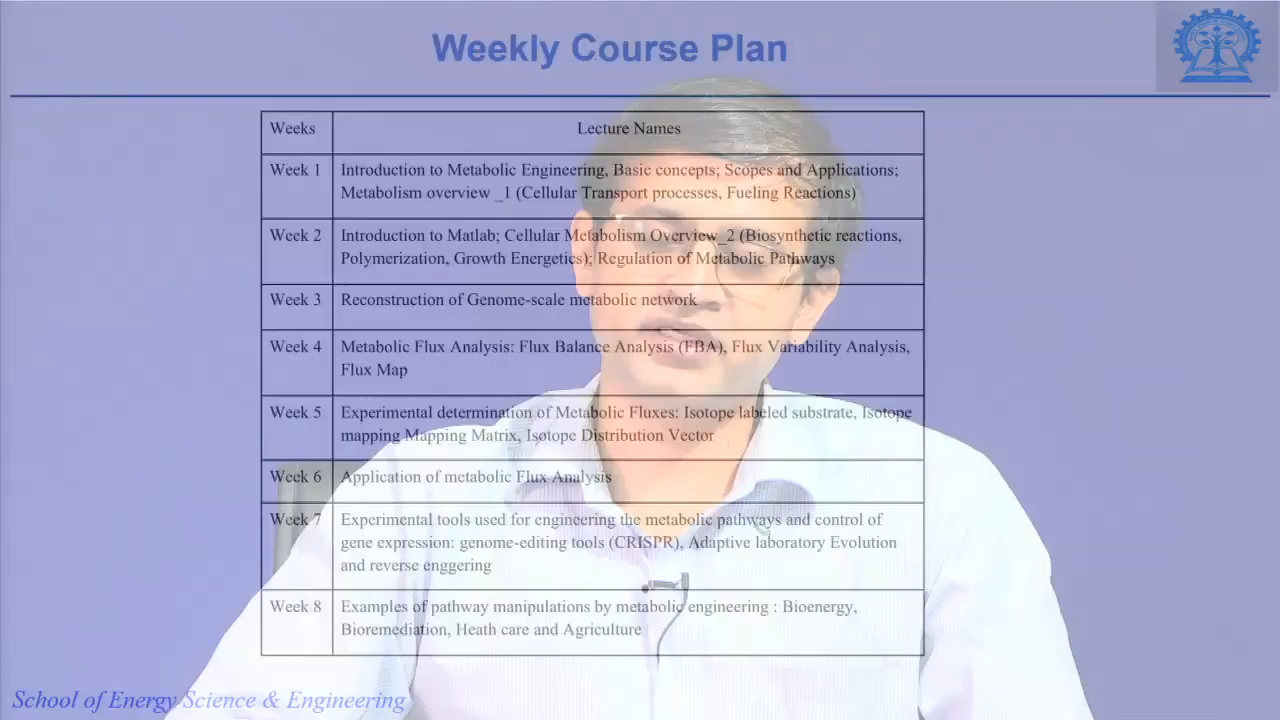 Weekly Course Plan
Weeks Lecture Names
Week 1 Introduction to Metabolic Engineering, Basic concepts; Scopes and Applications;
Metabolism overview _1 (Cellular Transport processes, Fueling Reactions)
Week 2 Introduction to Matlab; Cellular Metabolism Overview_2 (Biosynthetic reactions,
Polymerization, Growth Energetics); Regulation of Metabolic Pathways
Week 3 Reconstruction of Genome-scale metabolic network
Week 4 Metabolic Flux Analysis: Flux Balance Analysis (FBA), Flux Variability Analysis,
Flux Map
Week 5 Experimental determination of Metabolic Fluxes: Isotope labeled substrate, Isotope
mapping Mapping Matrix, Isotope Distribution Vector
Week 6 Application of metabolic Flux Analysis
Week 7 Experimental tools used for engineering the metabolic pathways and control of
gene expression: genome-editing tools (CRISPR), Adaptive laboratory Evolution
and reverse enggering
Week 8 Examples of pathway manipulations by metabolic engineering : Bioenergy,
Bioremediation, Heath care and Agriculture
School of Energy Science & Engineering